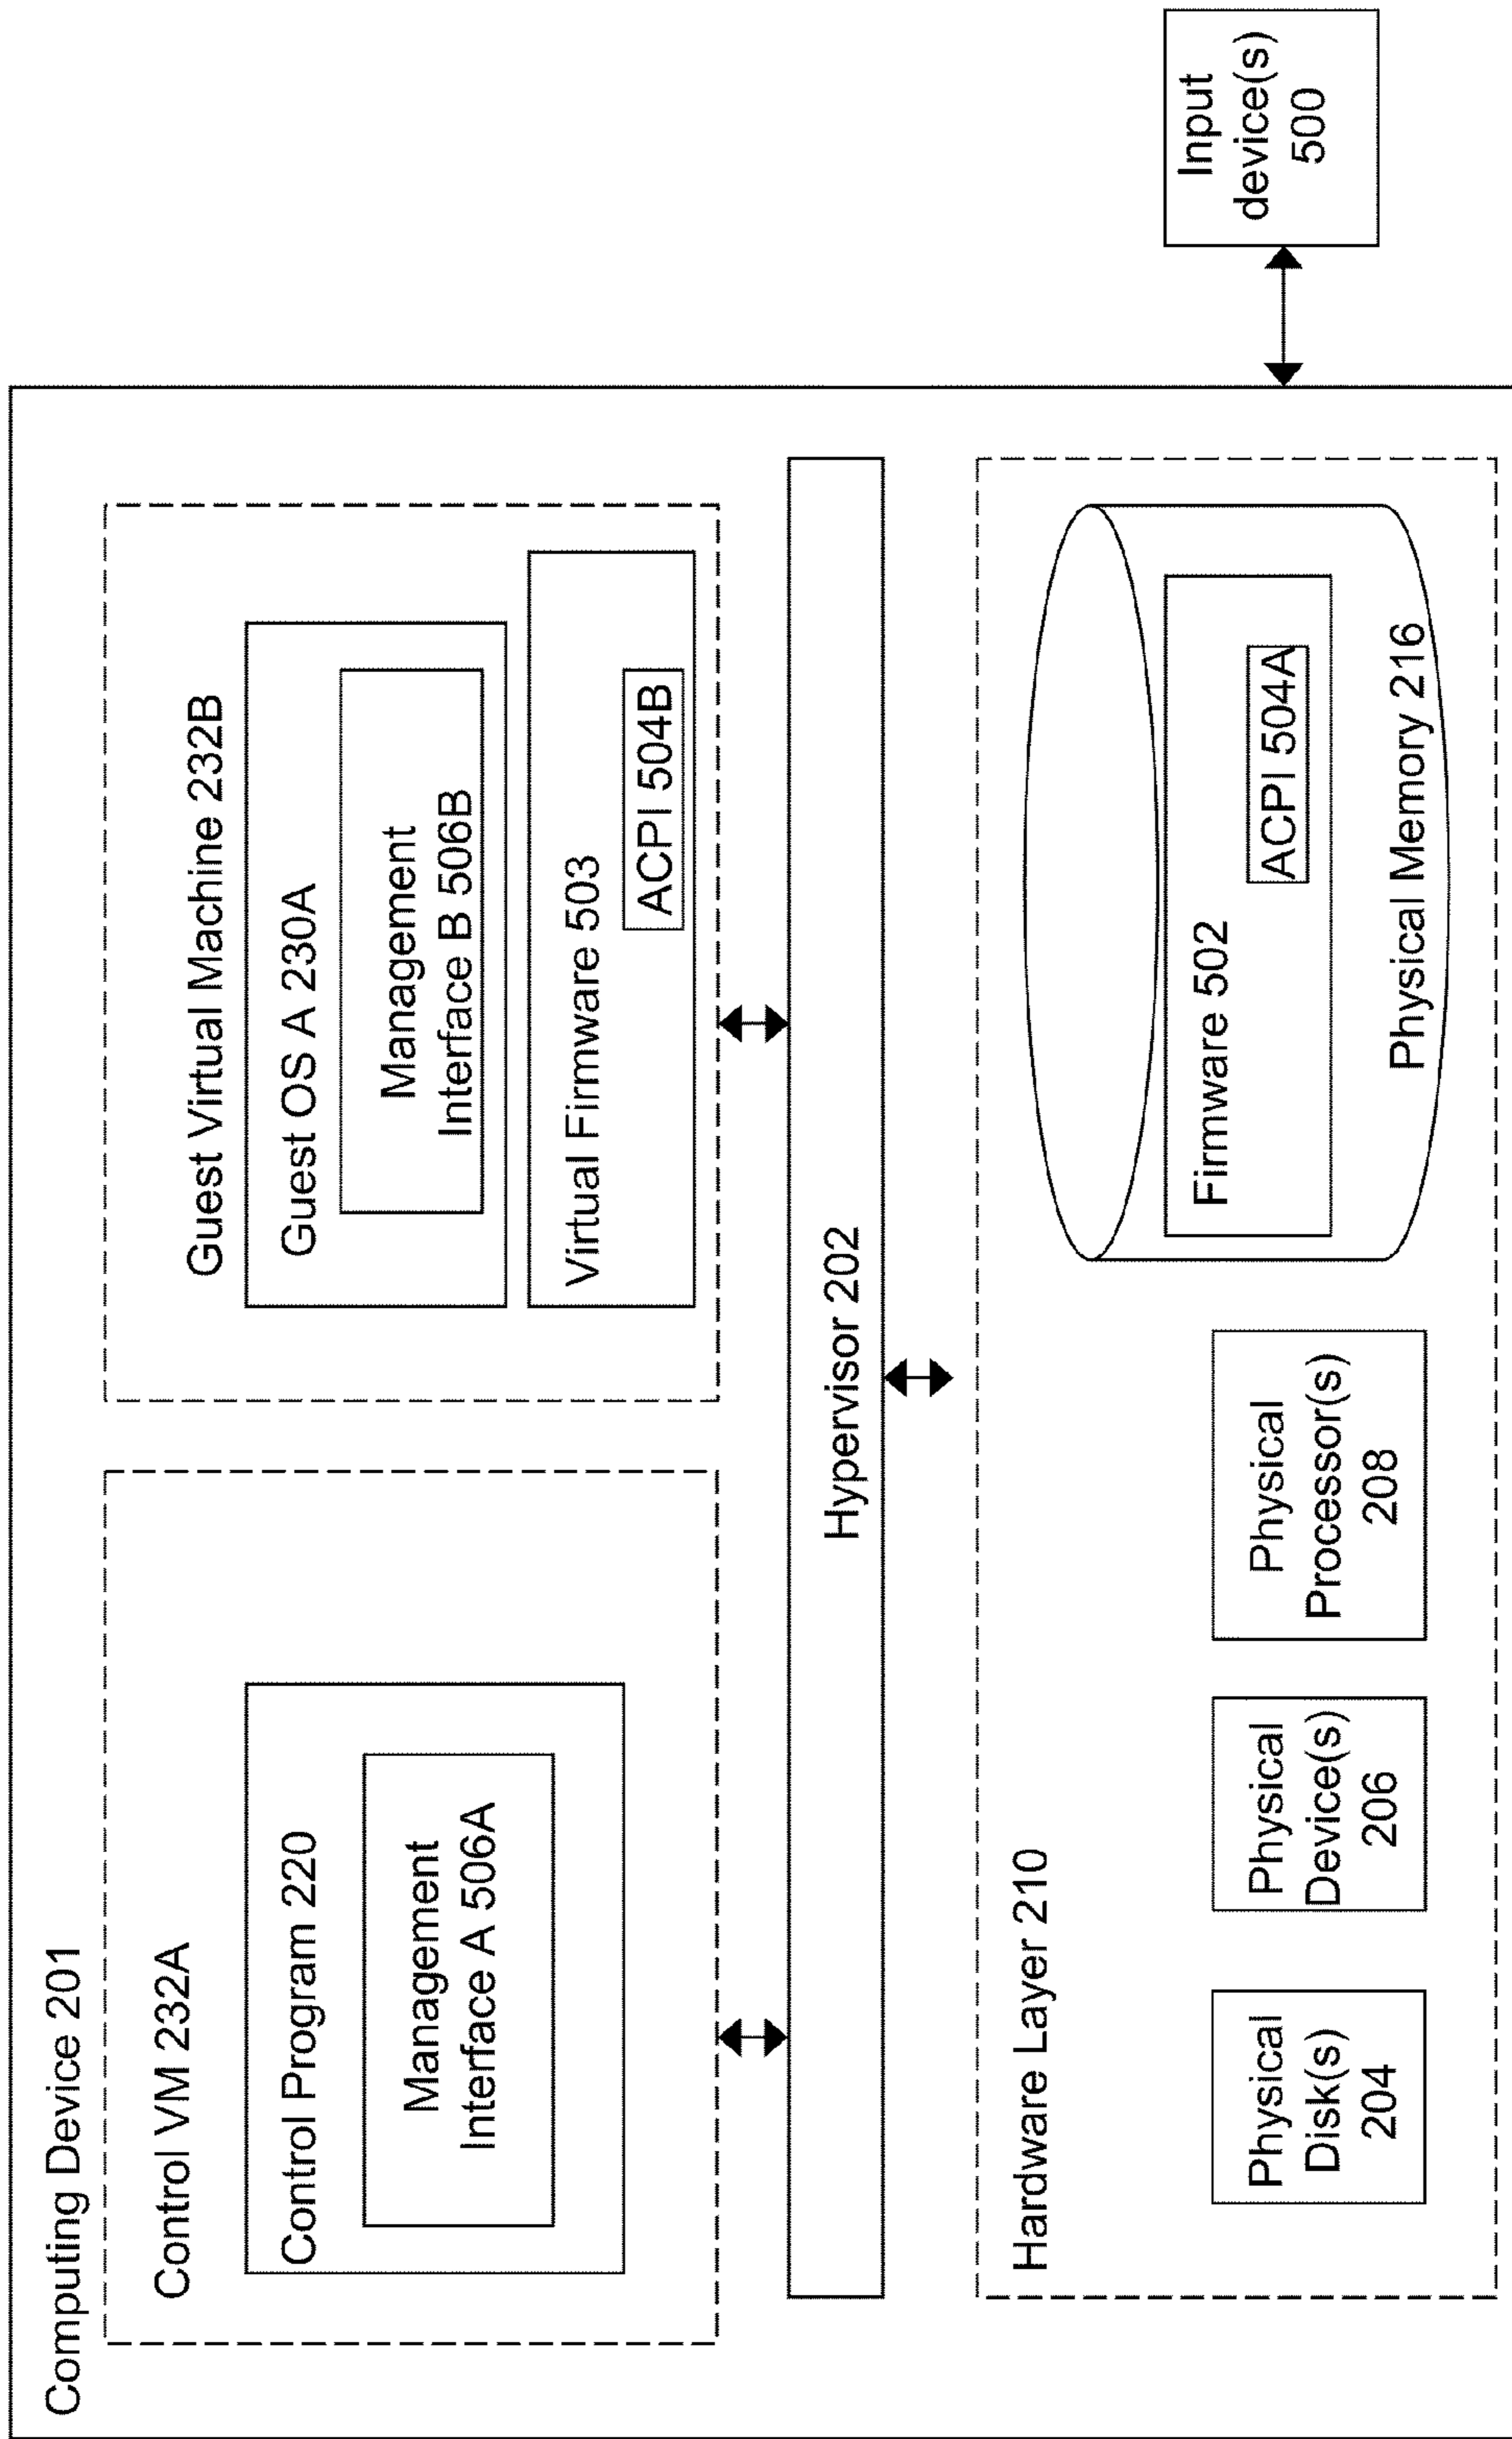 Computing Device 201
Control VM 232A
Control Program 220
Management
Interface A 506A
Guest Virtual Machine 232B
Guest OS A 230A
Management
Interface B 506B
Virtual Firmware 503
ACPI 504B
Hypervisor 202
Hardware Layer 210
Physical
Disk(s)
204
Physical
Device(s)
206
Physical
Processor(s)
208
Firmware 502
ACPI 504A
Physical Memory 216
Input
device(s)
500